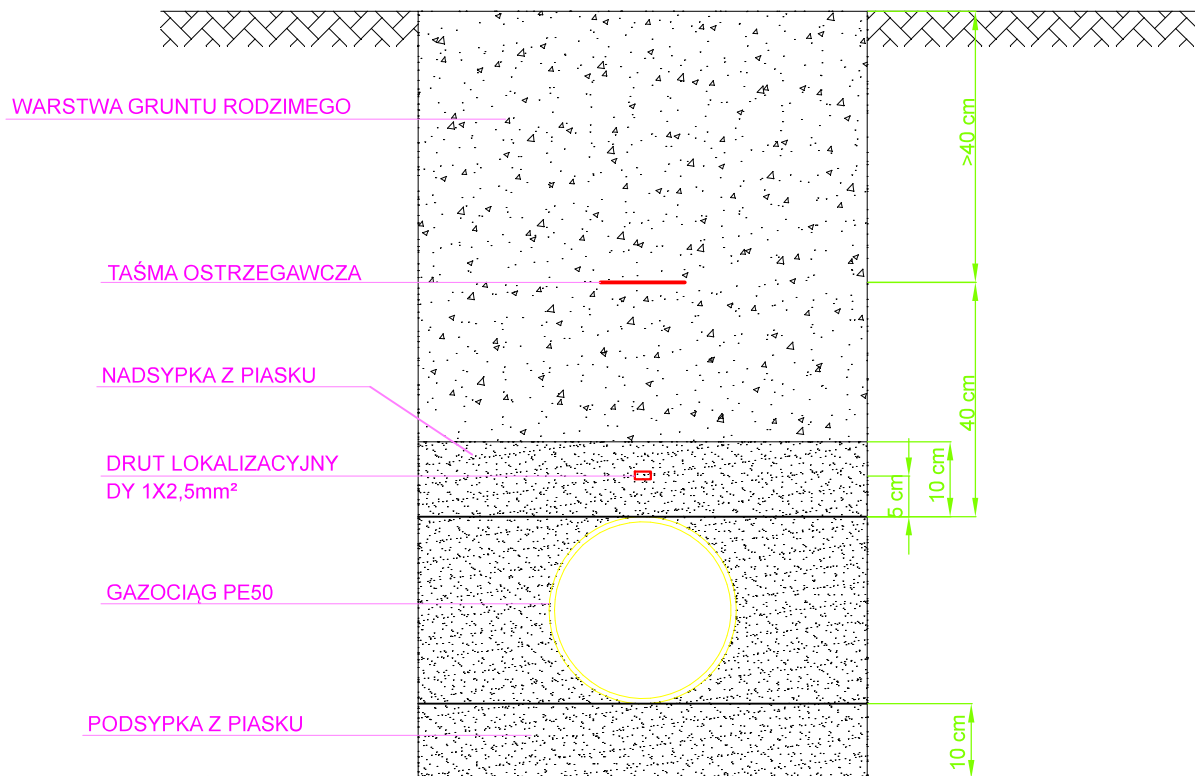 WARSTWA GRUNTU RODZIMEGO
>40 cm
TAŚMA OSTRZEGAWCZA
NADSYPKA Z PIASKU
40 cm
DRUT LOKALIZACYJNY
DY 1X2,5mm²
5 cm
10 cm
GAZOCIĄG PE50
PODSYPKA Z PIASKU
10 cm